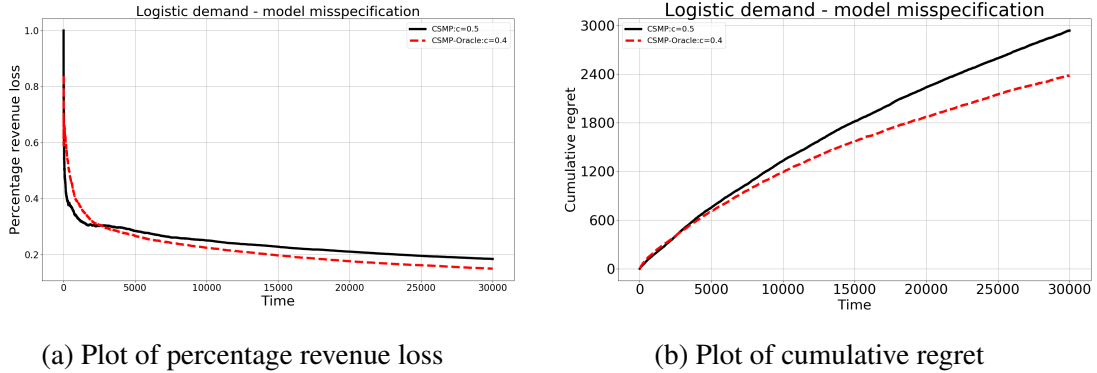 Logistic demand - model misspecification
CSMP:c=0.5
CSMP-Oracle:c=0.4
Percentage revenue loss
1.0
0.8
0.6
0.4
0.2
0 5000 10000 15000 20000 25000 30000
Time
(a) Plot of percentage revenue loss
Logistic demand - model misspecification
CSMP:c=0.5
CSMP-Oracle:c=0.4
Cumulative regret
3000
2400
1800
1200
600
0
0 5000 10000 15000 20000 25000 30000
Time
(b) Plot of cumulative regret